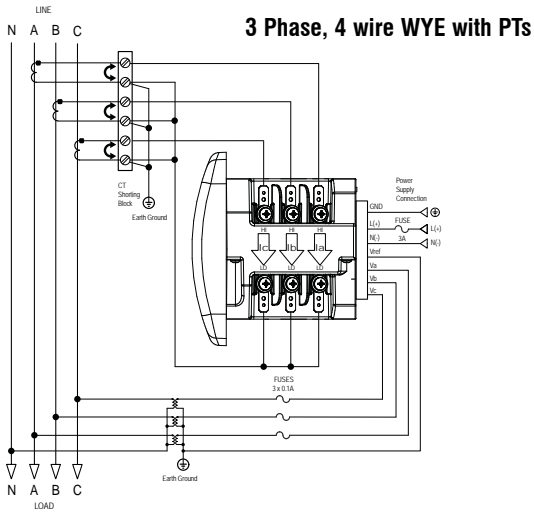 3 Phase, 4 wire WYE with PTs
LINE
N A B C
CT
Shorting
Block
Earth Ground
Power
Supply
Connection
GND
L(+)
FUSE
L(+)
N(-)
3A
N(-)
Vref
Va
Vb
Vc
HI HI HI
Ic Ib Ia
LO LO LO
FUSES
3 x 0.1A
Earth Ground
N A B C
LOAD